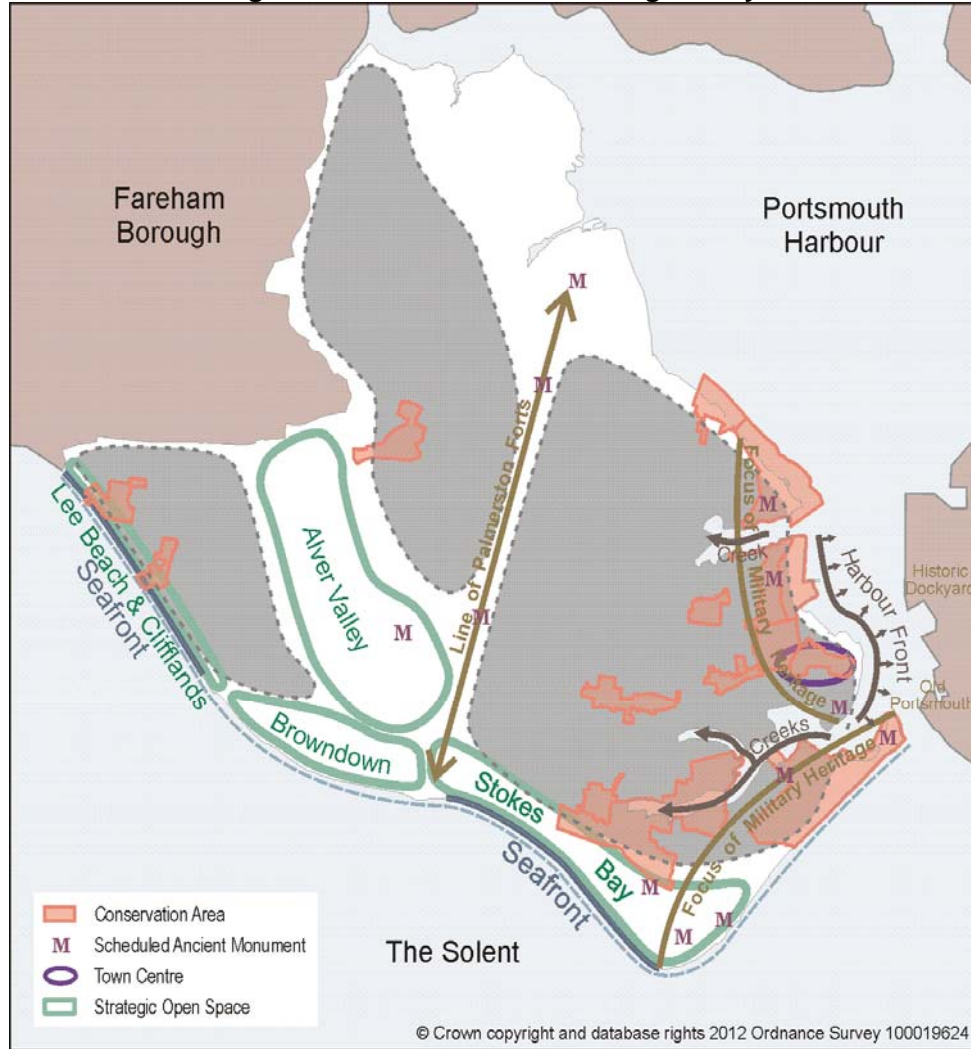 Fareham
Borough
Portsmouth
Harbour
M
M
Line of Palmerston Forts
M
M
Alver Valley
Lee Beach & Clifflands
Seafront
Browndown
Stokes
Bay
Seafront
Focus of Military Heritage
M
Creek
M
Harbour Front
Historic
Dockyard
Old
Portsmouth
M
Creeks
M
M
Focus of Military Heritage
M
M
M
The Solent
Conservation Area
M Scheduled Ancient Monument
Town Centre
Strategic Open Space
© Crown copyright and database rights 2012 Ordnance Survey 100019624